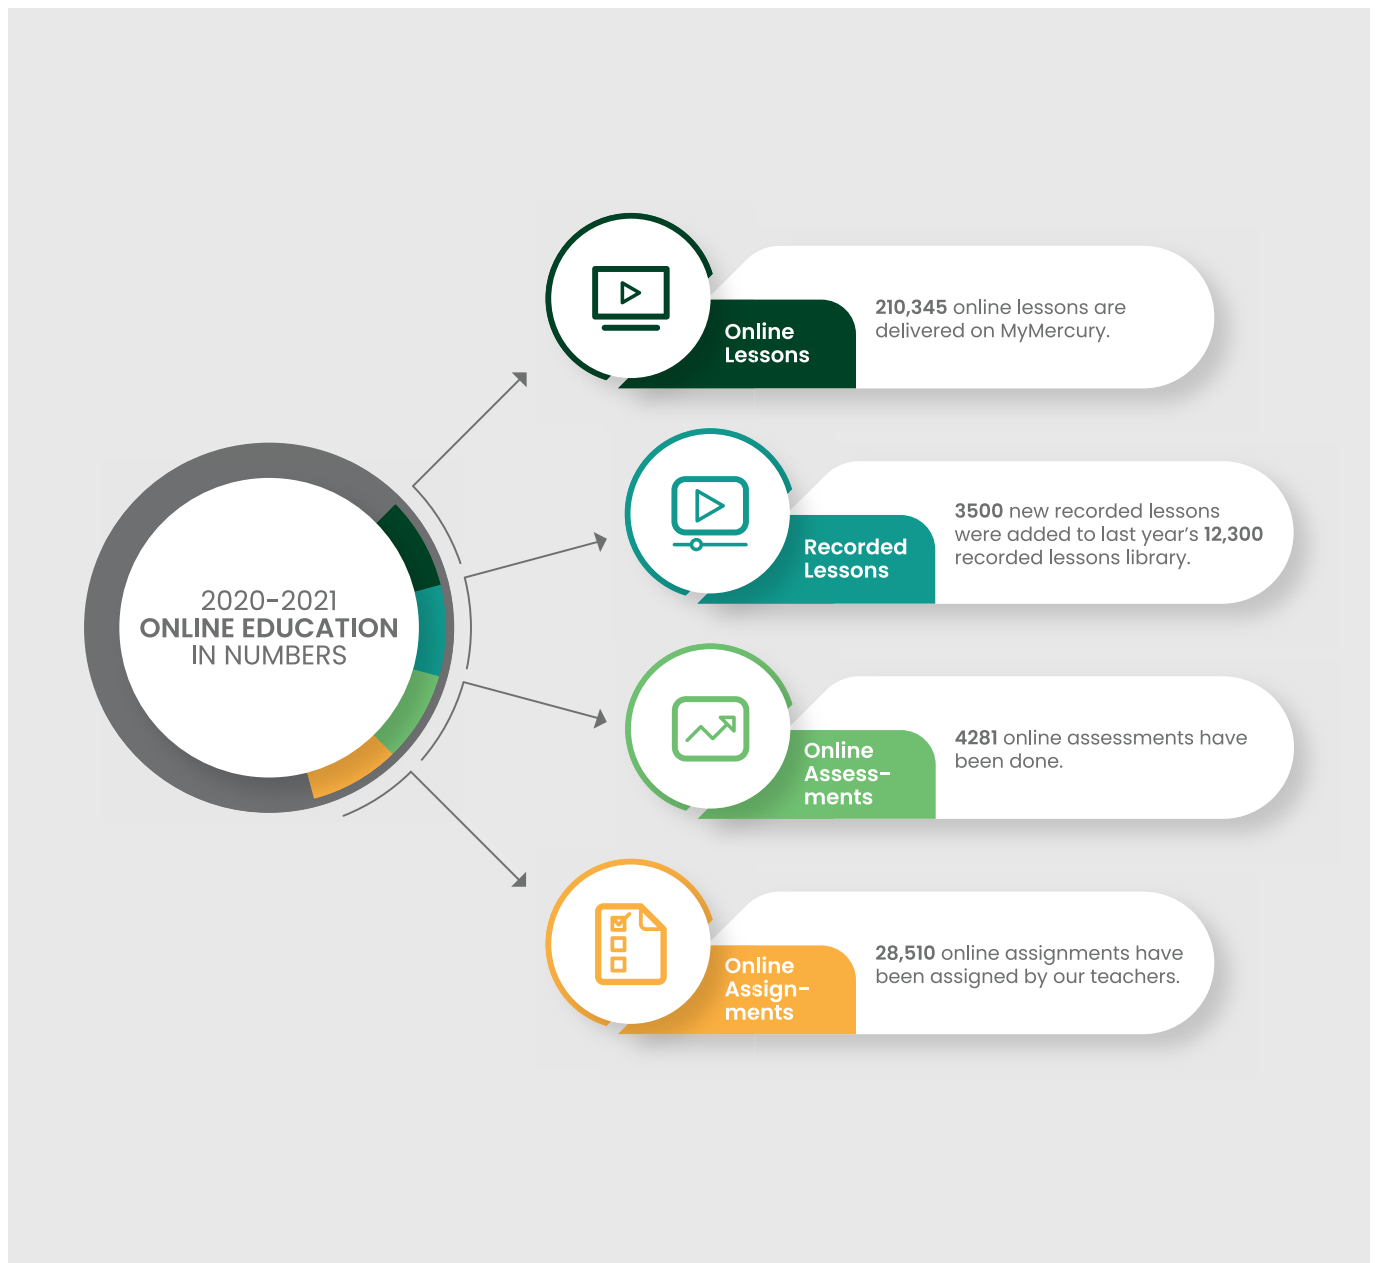 2020-2021
ONLINE EDUCATION
IN NUMBERS
Online
Lessons
210,345 online lessons are
delivered on MyMercury.
Recorded
Lessons
3500 new recorded lessons
were added to last year's 12,300
recorded lessons library.
Online
Assess-
ments
4281 online assessments have
been done.
Online
Assign-
ments
28,510 online assignments have
been assigned by our teachers.